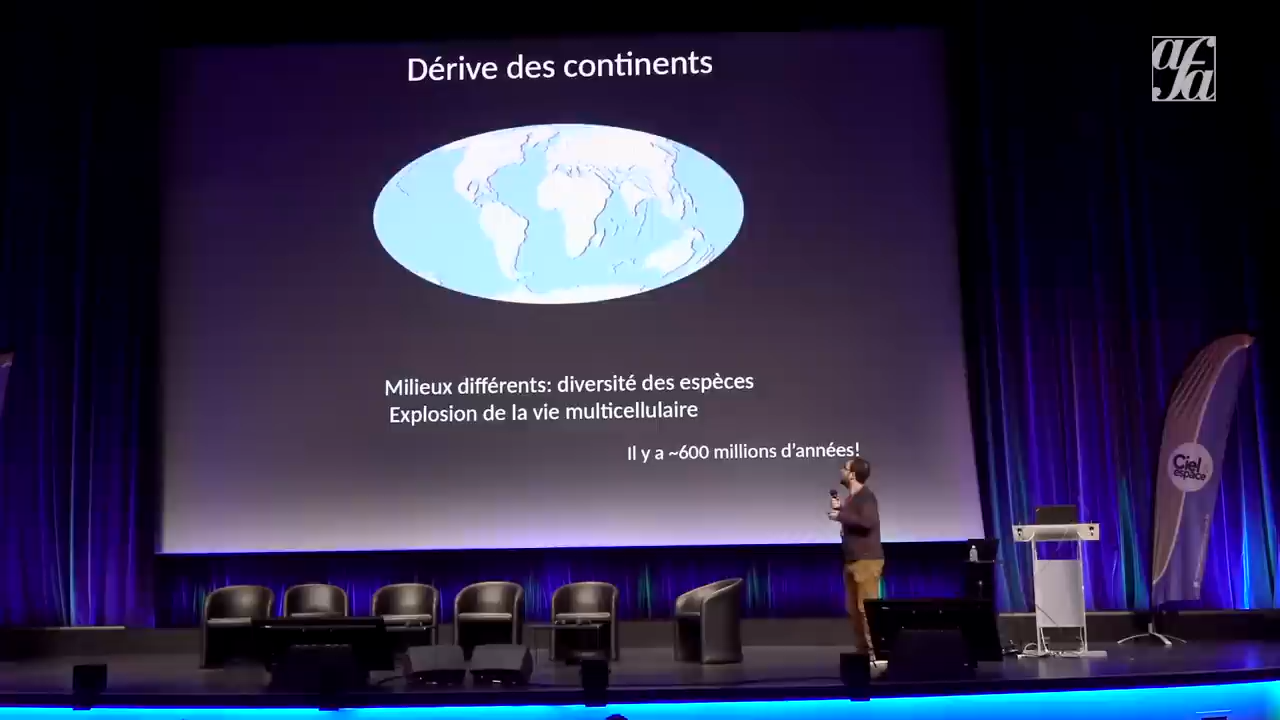 Dérive des continents
afa
Milieux différents: diversité des espèces
Explosion de la vie multicellulaire
Il y a ~600 millions d'années!
Ciel
espace